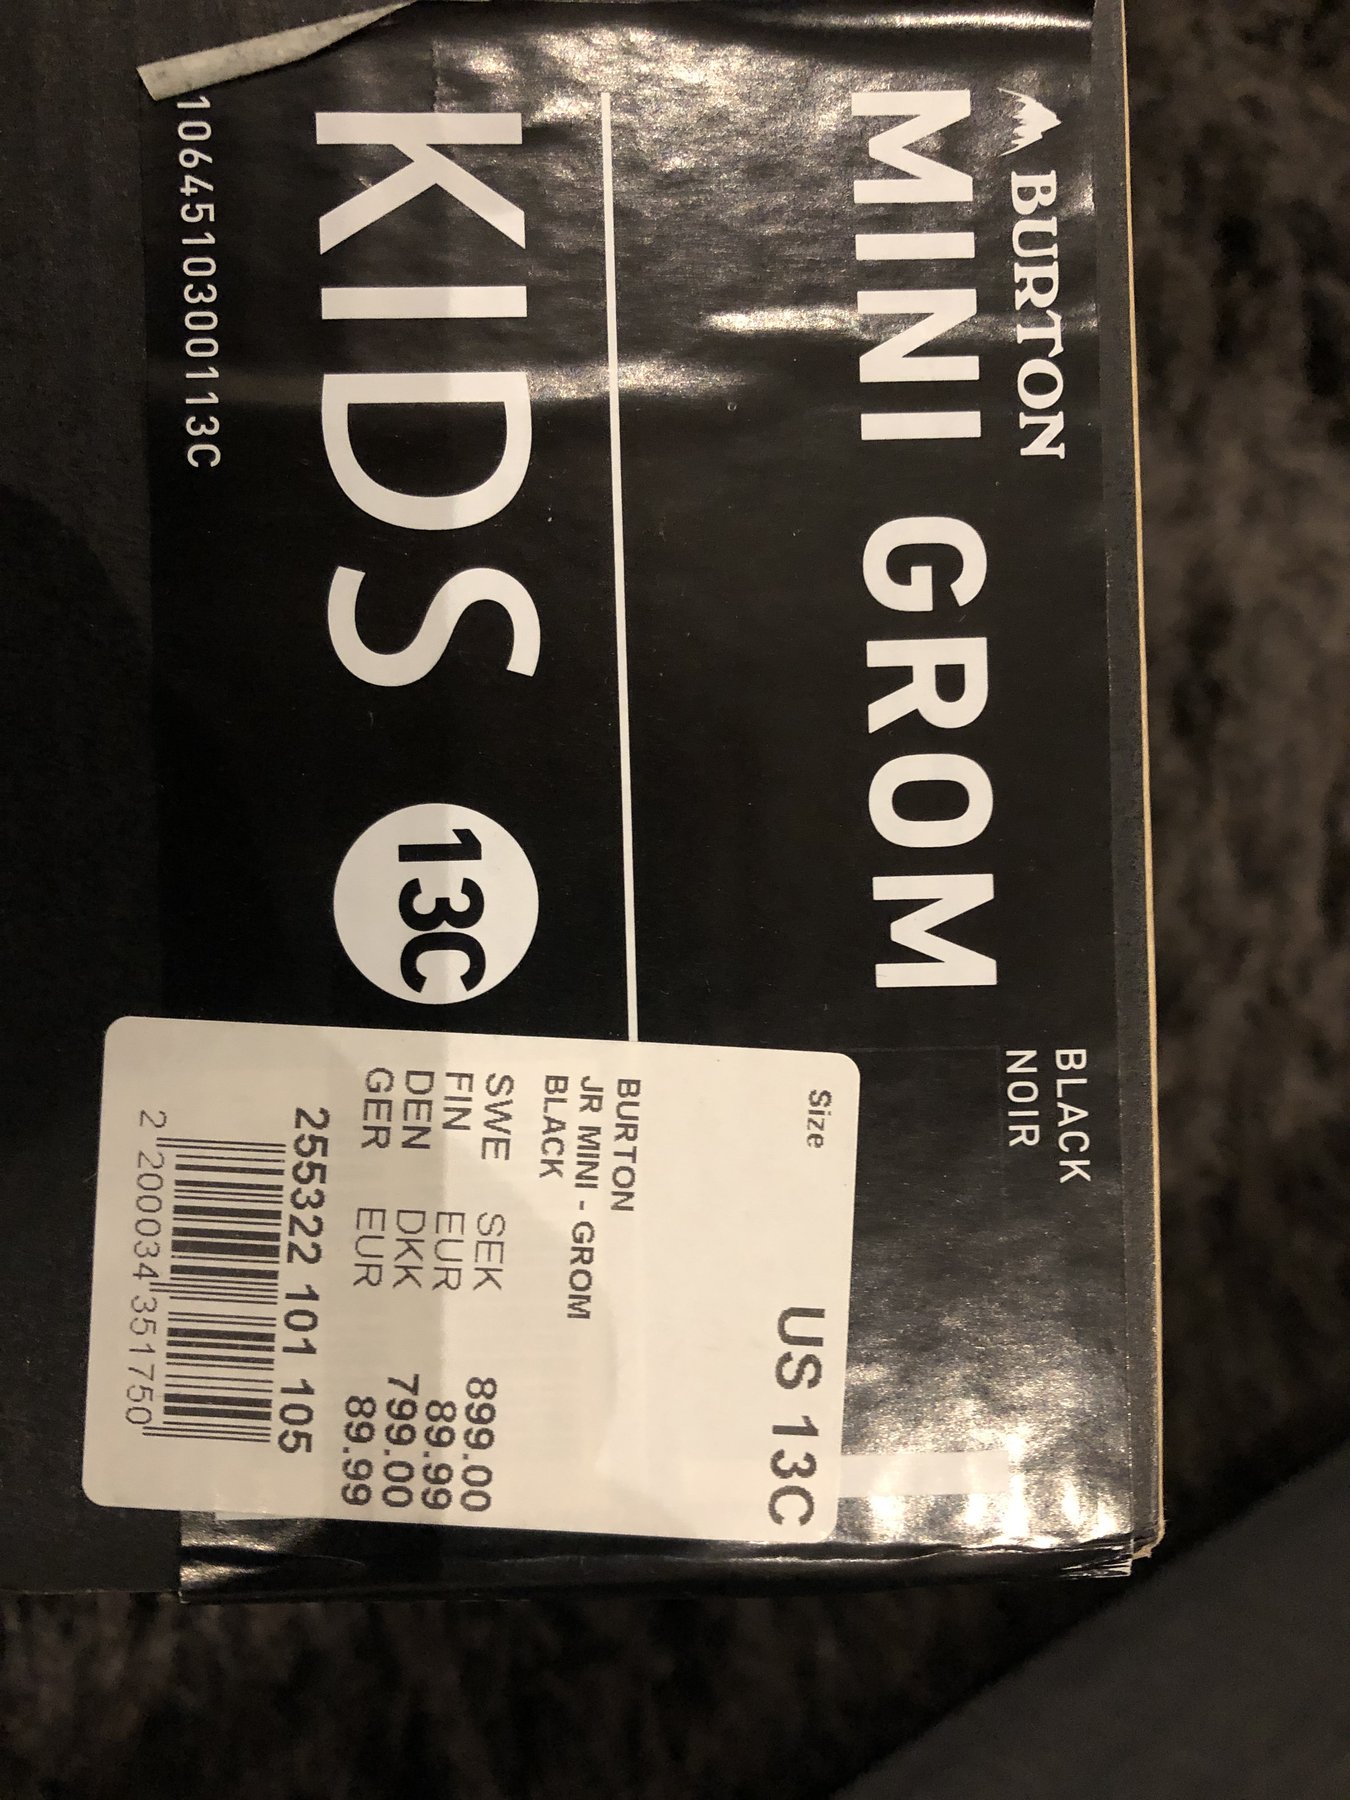 BURTON
BLACK
NOIR
MINI GROM
KIDS 13C
1064510300113C
Size US 13C
BURTON
JR MINI - GROM
BLACK
SWE SEK 899.00
FIN EUR 89.99
DEN DKK 799.00
GER EUR 89.99
255322 101 105
2 200034 351750